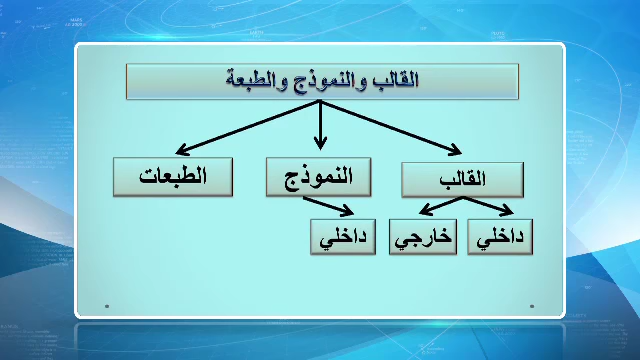 القالب والنموذج والطبعة
القالب
النموذج
الطبعات
داخلي
خارجي
داخلي